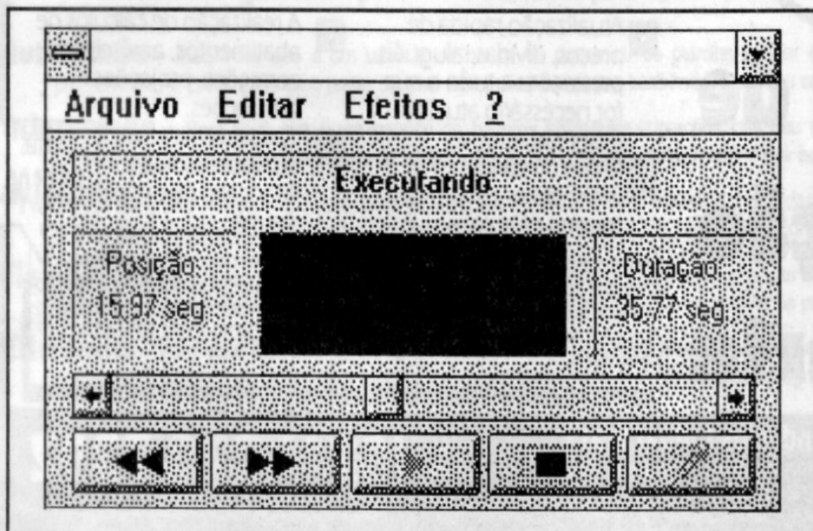 Arquivo Editar Efeitos ?
Executando
Posição
15,97 seg
Duração
35,77 seg